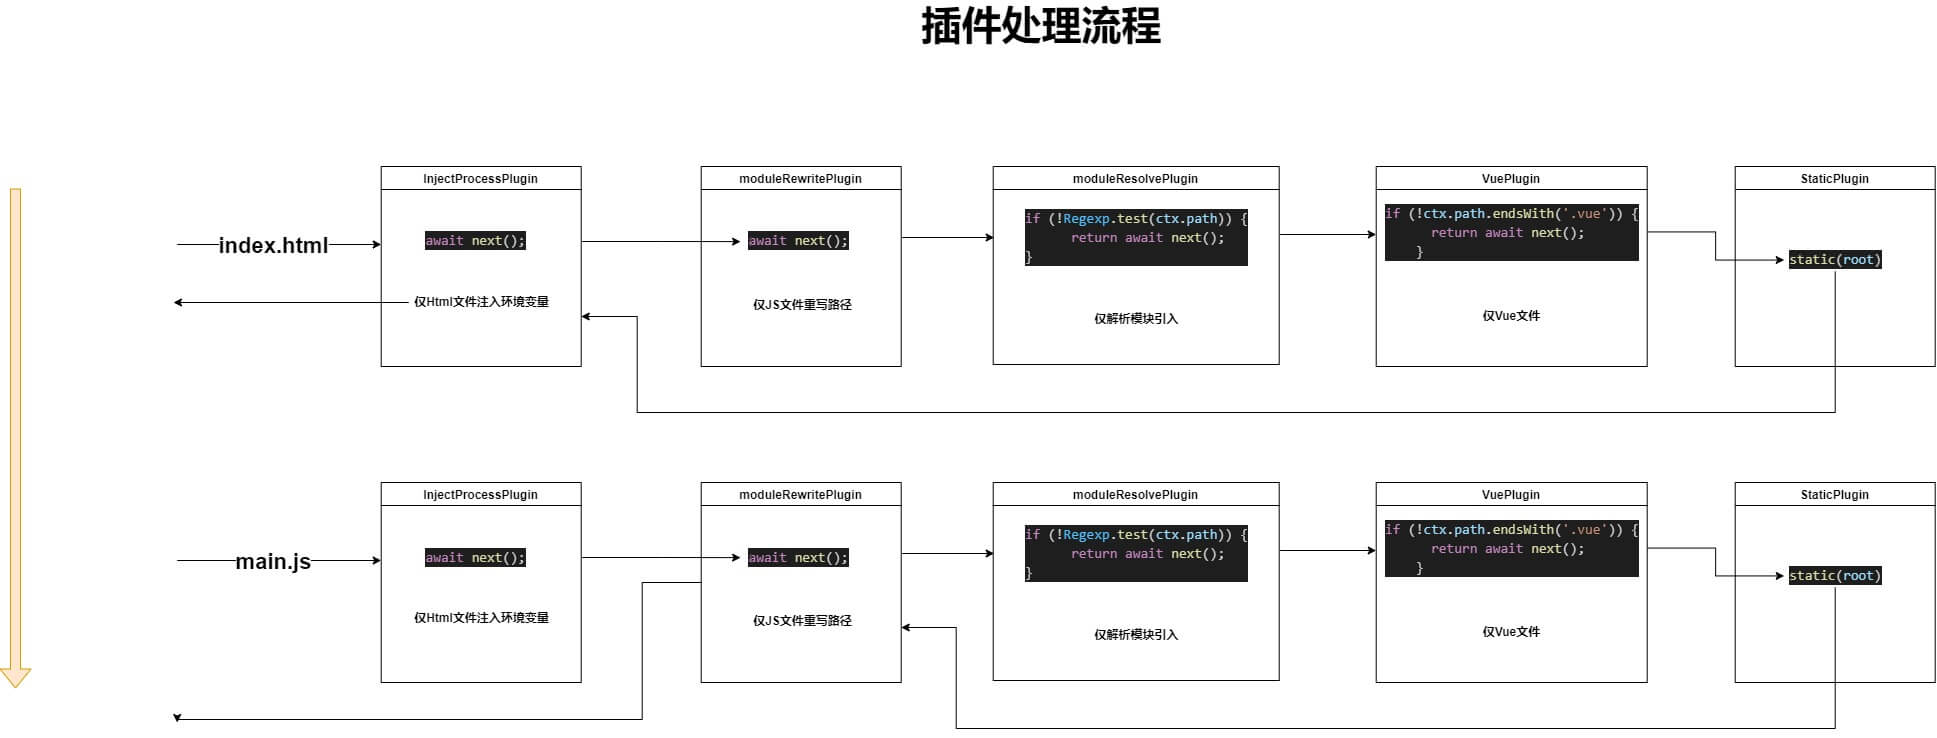 插件处理流程
InjectProcessPlugin
moduleRewritePlugin
moduleResolvePlugin
VuePlugin
StaticPlugin
index.html
await next();
仅Html文件注入环境变量
await next();
仅JS文件重写路径
if (!Regexp.test(ctx.path)) {
return await next();
}
仅解析模块引入
if (!ctx.path.endsWith('.vue')) {
return await next();
}
仅Vue文件
static(root)
InjectProcessPlugin
moduleRewritePlugin
moduleResolvePlugin
VuePlugin
StaticPlugin
main.js
await next();
仅Html文件注入环境变量
await next();
仅JS文件重写路径
if (!Regexp.test(ctx.path)) {
return await next();
}
仅解析模块引入
if (!ctx.path.endsWith('.vue')) {
return await next();
}
仅Vue文件
static(root)